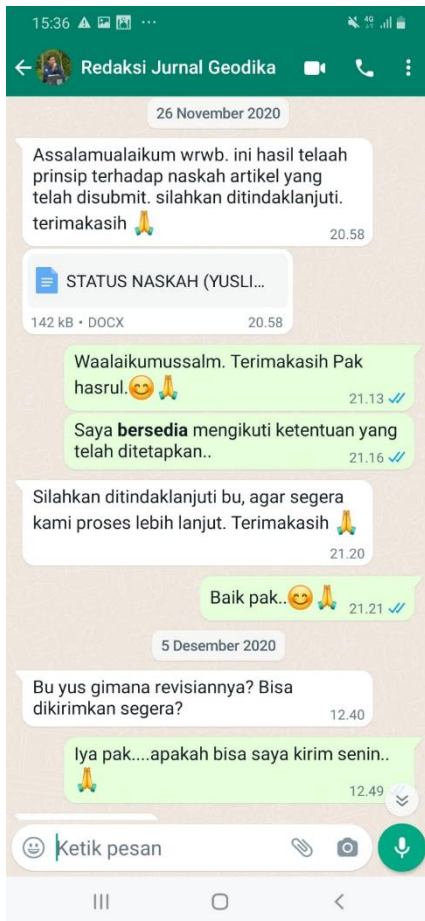 15:36
4G
Redaksi Jurnal Geodika
26 November 2020
Assalamualaikum wrwb. ini hasil telaah
prinsip terhadap naskah artikel yang
telah disubmit. silahkan ditindaklanjuti.
terimakasih 🙏
20.58
STATUS NASKAH (YUSLI...
142 kB • DOCX
20.58
Waalaikumussalm. Terimakasih Pak
hasrul.😊🙏
21.13
Saya bersedia mengikuti ketentuan yang
telah ditetapkan..
21.16
Silahkan ditindaklanjuti bu, agar segera
kami proses lebih lanjut. Terimakasih 🙏
21.20
Baik pak..😊🙏
21.21
5 Desember 2020
Bu yus gimana revisiannya? Bisa
dikirimkan segera?
12.40
Iya pak....apakah bisa saya kirim senin..
🙏
12.49
Ketik pesan